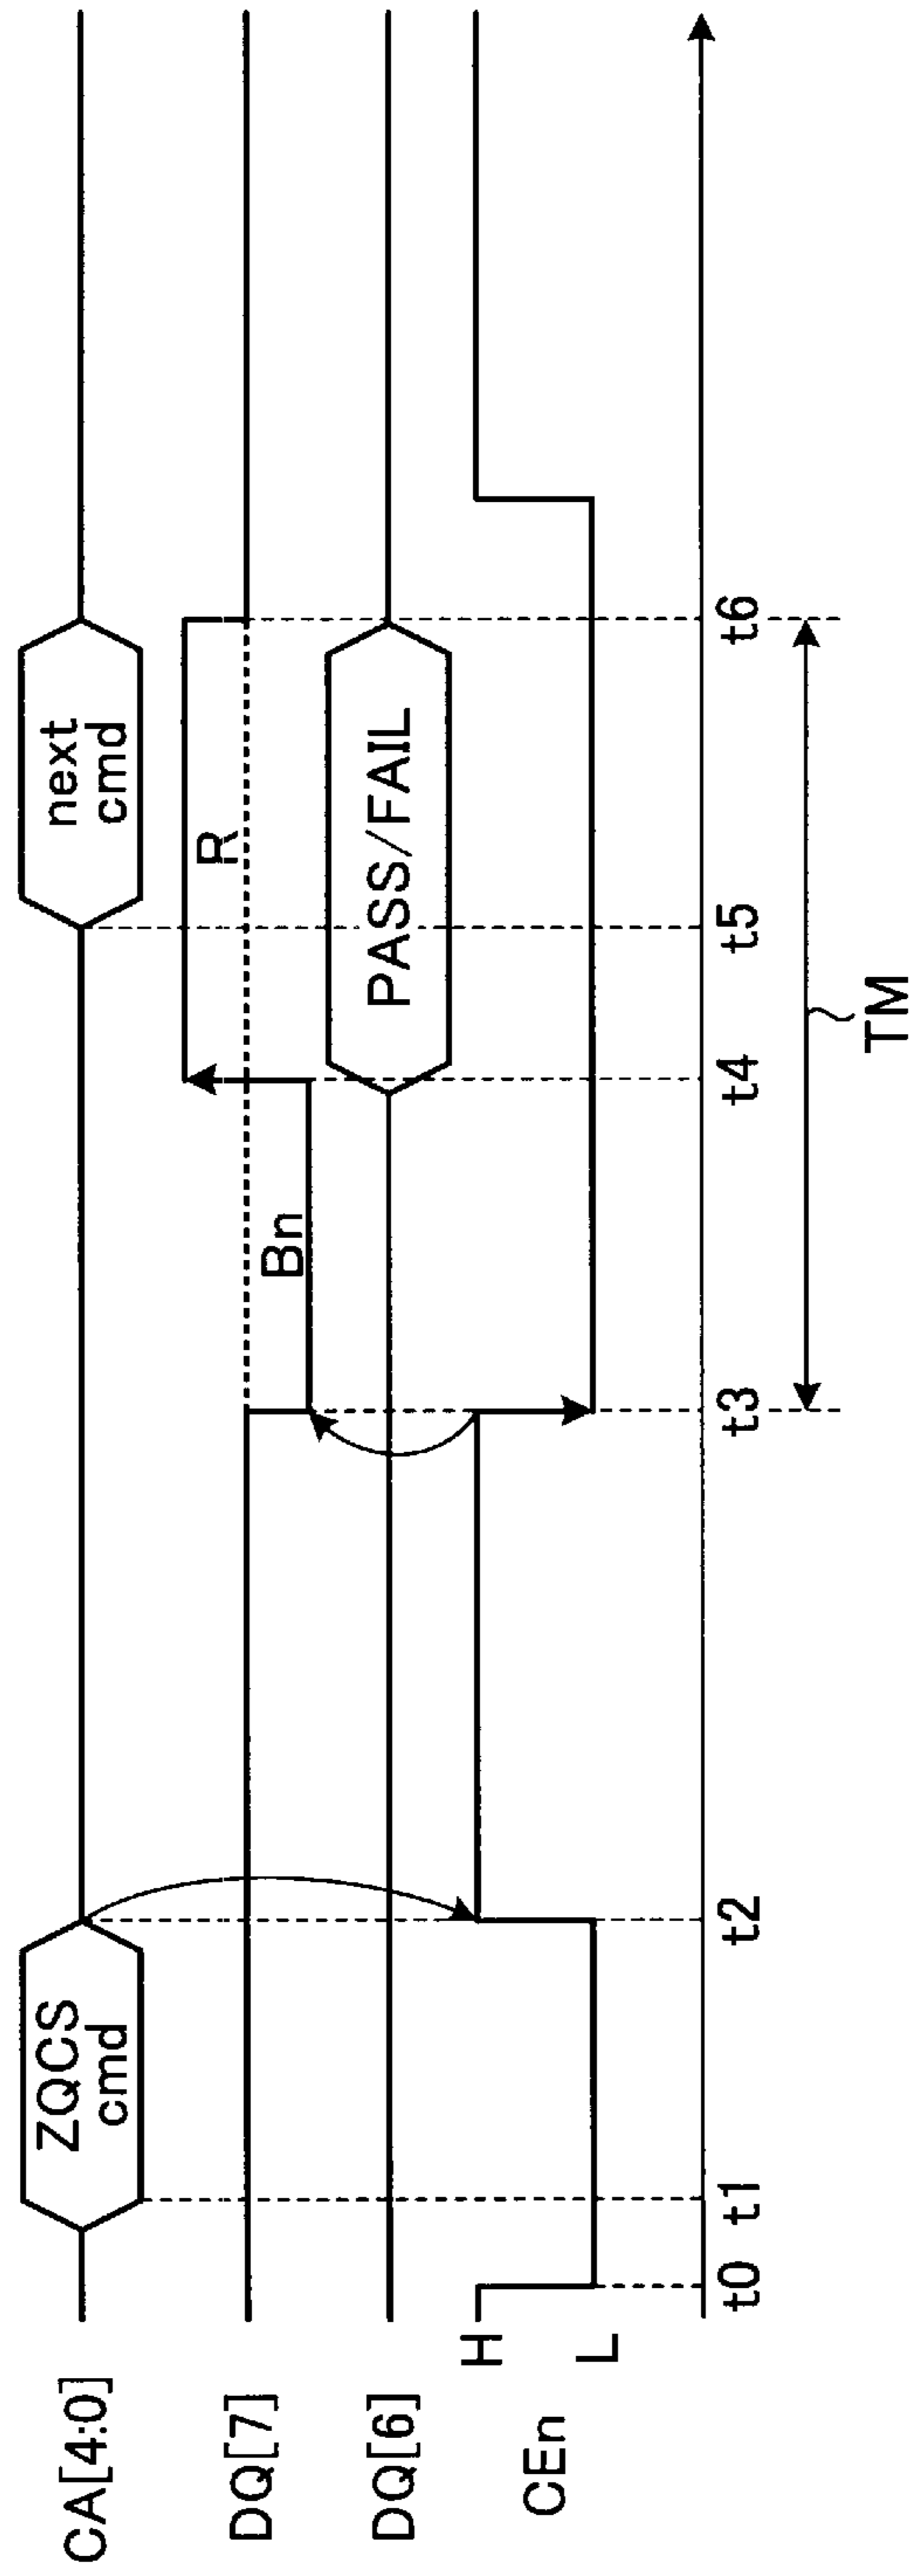 CA[4:0]
ZQCS
cmd
next
cmd
DQ[7]
Bn
R
DQ[6]
PASS/FAIL
CEn
H
L
t0
t1
t2
t3
t4
t5
t6
TM